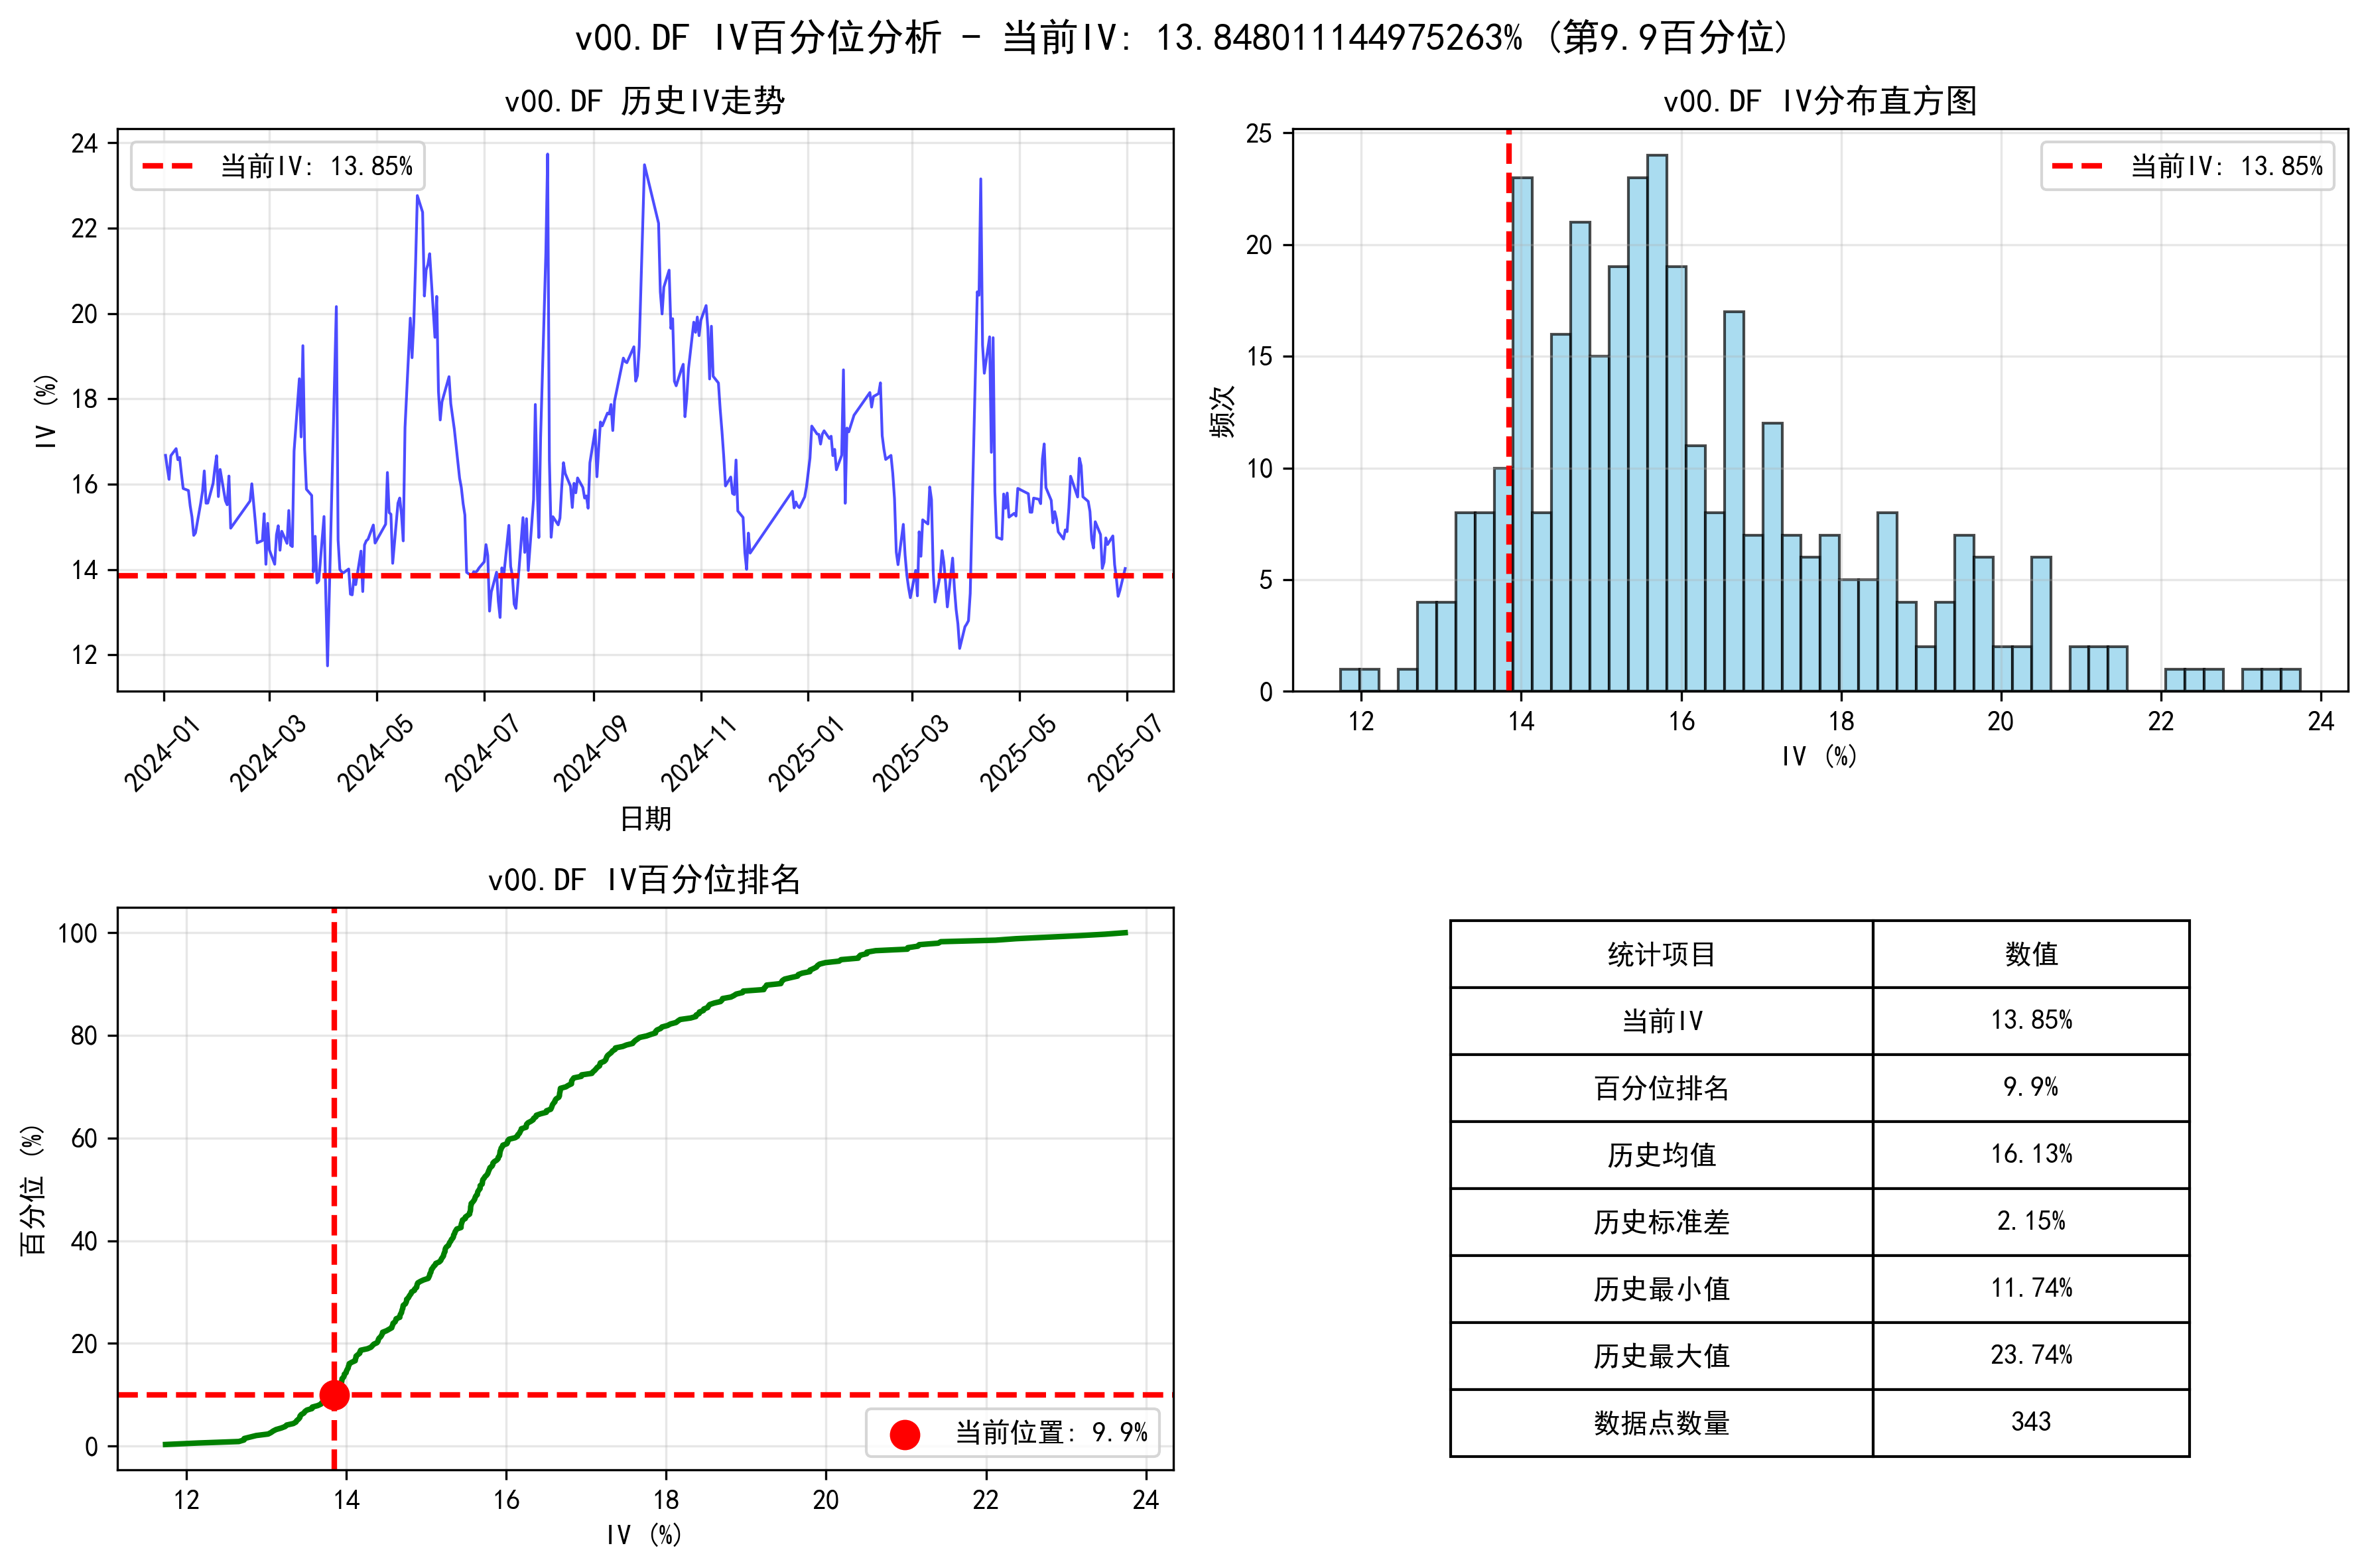 v00.DF IV百分位分析 - 当前IV: 13.848011144975263% (第9.9百分位)
v00.DF 历史IV走势
当前IV: 13.85%
24
22
20
18
16
14
12
IV (%)
2024-01
2024-03
2024-05
2024-07
2024-09
2024-11
2025-01
2025-03
2025-05
2025-07
日期
v00.DF IV分布直方图
当前IV: 13.85%
25
20
15
10
5
0
频次
12
14
16
18
20
22
24
IV (%)
v00.DF IV百分位排名
100
80
60
40
20
0
百分位 (%)
当前位置: 9.9%
12
14
16
18
20
22
24
IV (%)
统计项目 数值
当前IV 13.85%
百分位排名 9.9%
历史均值 16.13%
历史标准差 2.15%
历史最小值 11.74%
历史最大值 23.74%
数据点数量 343